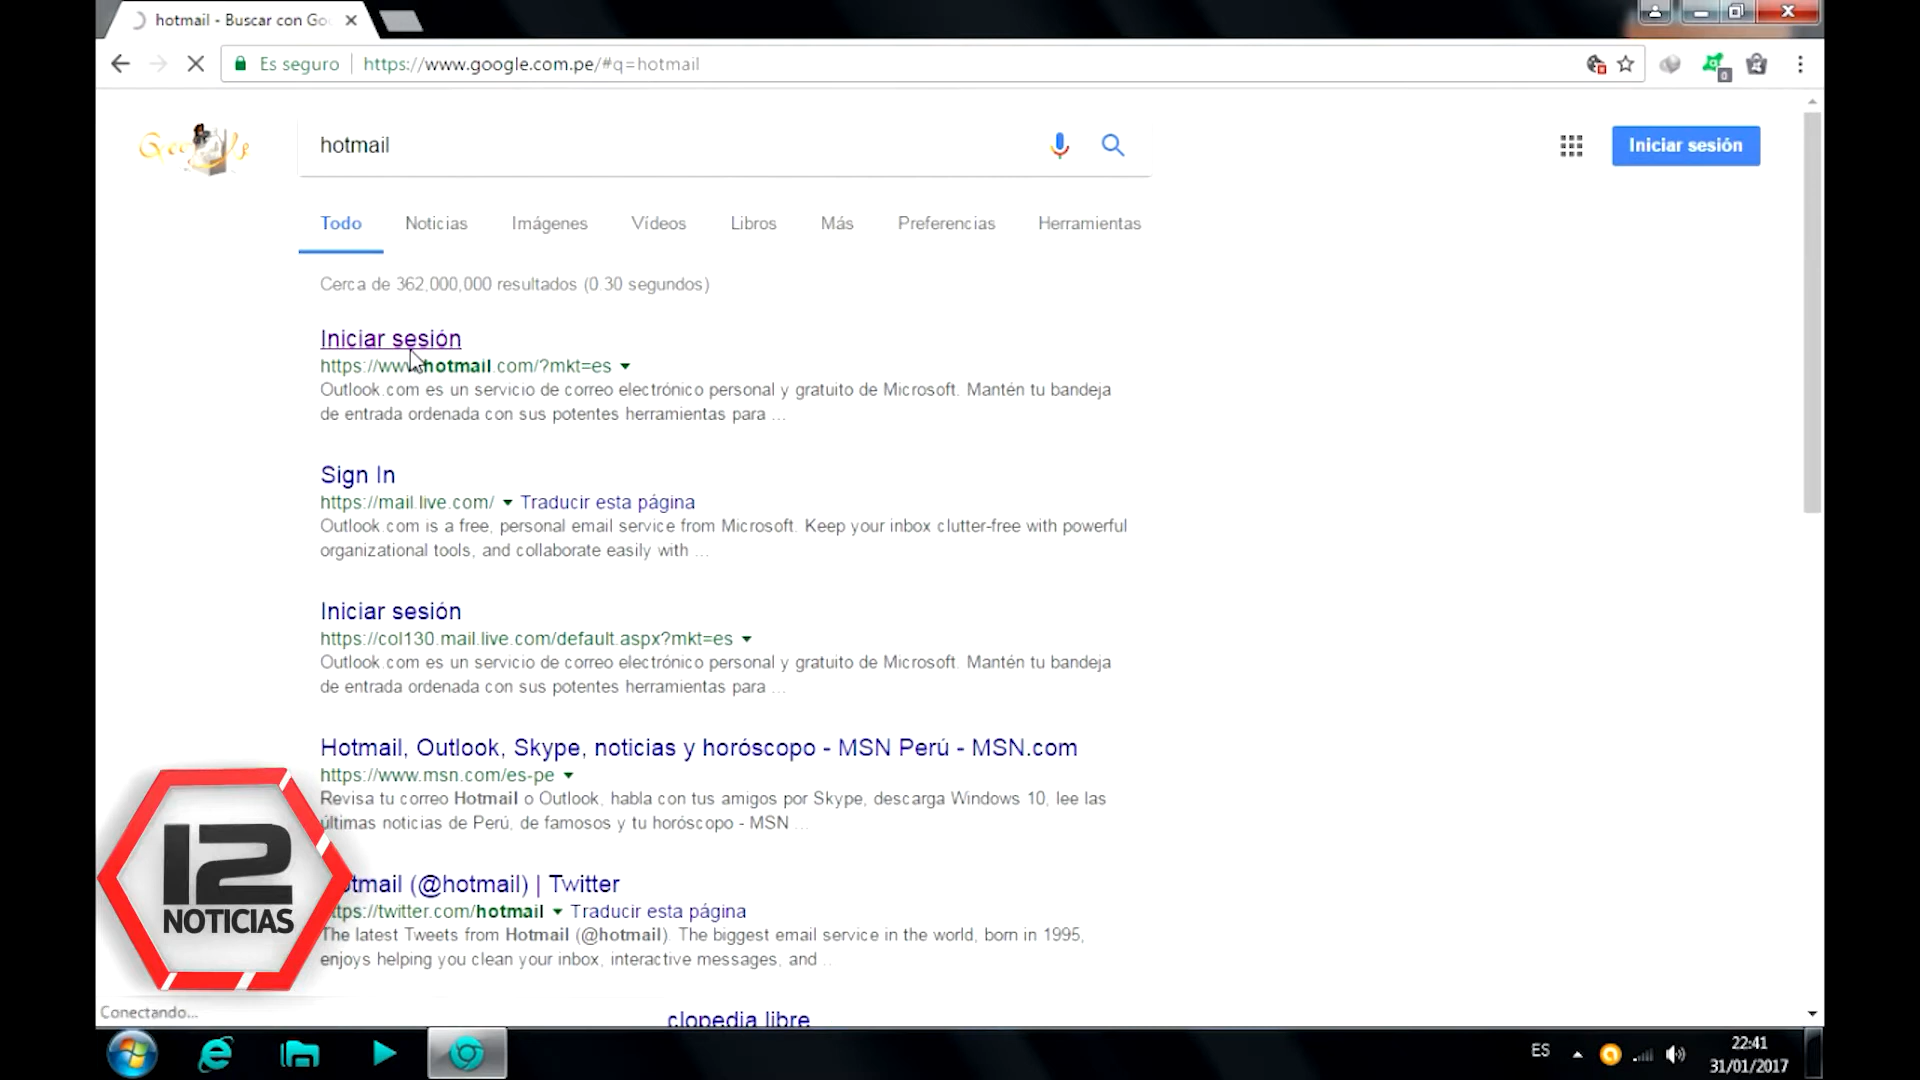 hotmail - Buscar con Go
Es seguro
https://www.google.com.pe/#q=hotmail
0
hotmail
Iniciar sesión
Todo
Noticias
Imágenes
Vídeos
Libros
Más
Preferencias
Herramientas
Cerca de 362,000,000 resultados (0.30 segundos)
Iniciar sesión
https://www.hotmail.com/?mkt=es
Outlook.com es un servicio de correo electrónico personal y gratuito de Microsoft. Mantén tu bandeja
de entrada ordenada con sus potentes herramientas para ...
Sign In
https://mail.live.com/ Traducir esta página
Outlook.com is a free, personal email service from Microsoft. Keep your inbox clutter-free with powerful
organizational tools, and collaborate easily with ...
Iniciar sesión
https://col130.mail.live.com/default.aspx?mkt=es
Outlook.com es un servicio de correo electrónico personal y gratuito de Microsoft. Mantén tu bandeja
de entrada ordenada con sus potentes herramientas para ...
Hotmail, Outlook, Skype, noticias y horóscopo - MSN Perú - MSN.com
https://www.msn.com/es-pe
Revisa tu correo Hotmail o Outlook, habla con tus amigos por Skype, descarga Windows 10, lee las
últimas noticias de Perú, de famosos y tu horóscopo - MSN ...
otmail (@hotmail) | Twitter
ttps://twitter.com/hotmail Traducir esta página
The latest Tweets from Hotmail (@hotmail). The biggest email service in the world, born in 1995,
enjoys helping you clean your inbox, interactive messages, and ..
12
NOTICIAS
Conectando...
clopedia libre
ES
22:41
31/01/2017